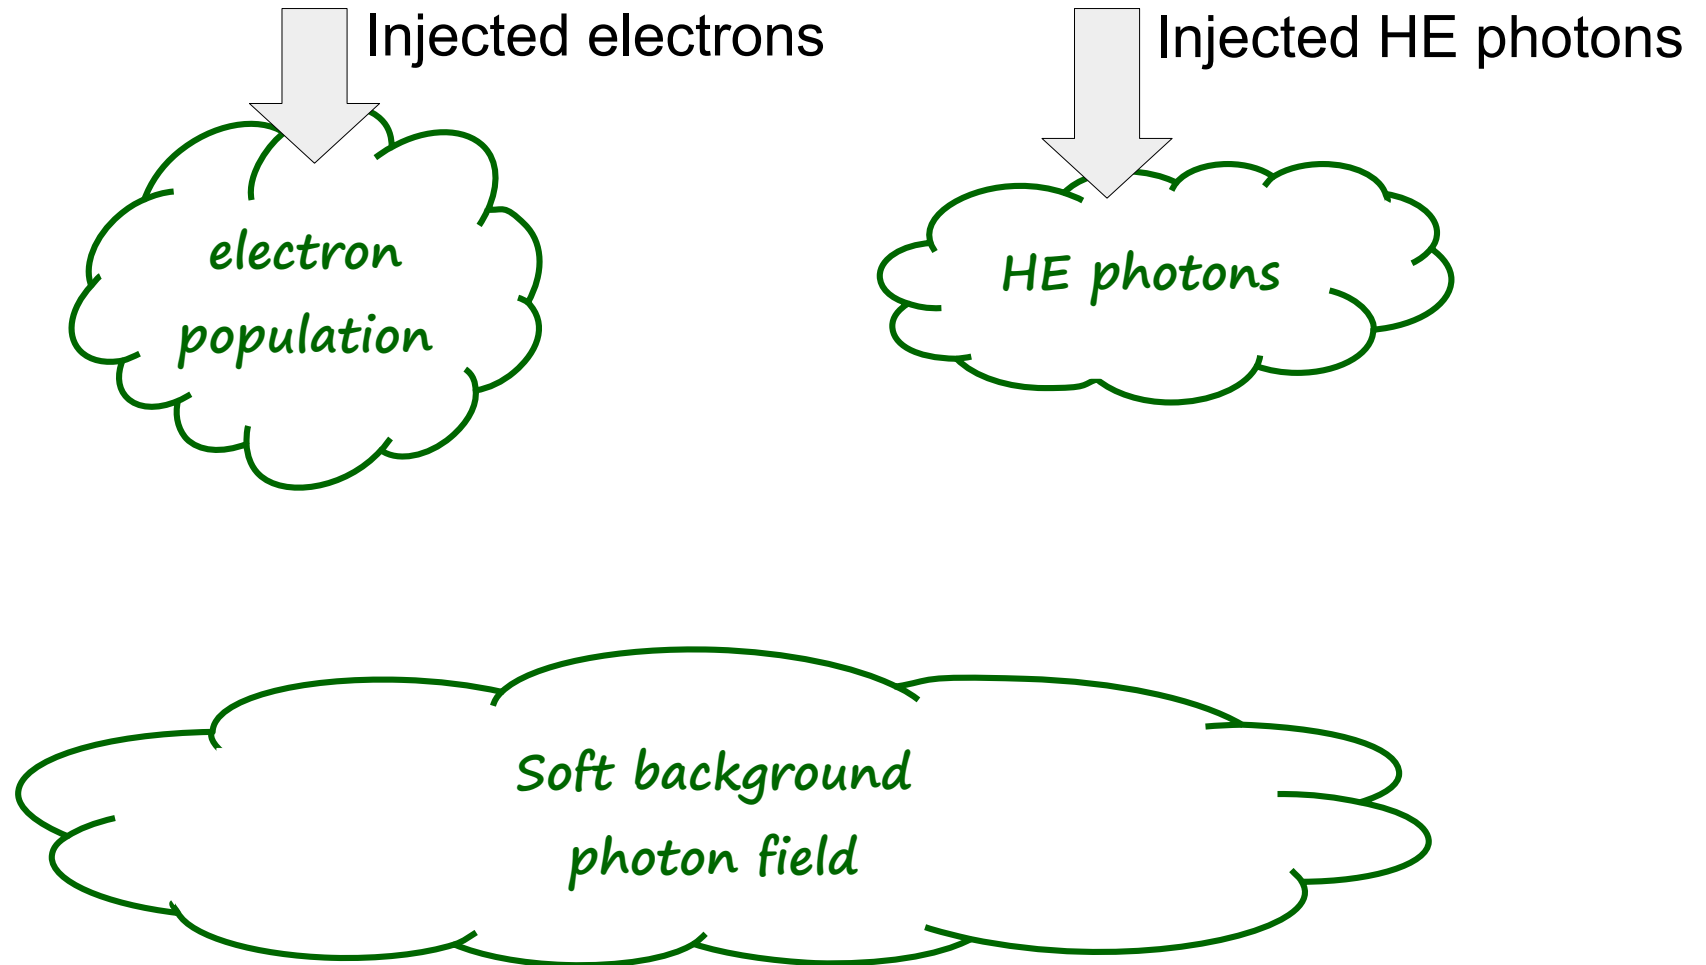 Injected electrons
Injected HE photons
electron
population
HE photons
Soft background
photon field